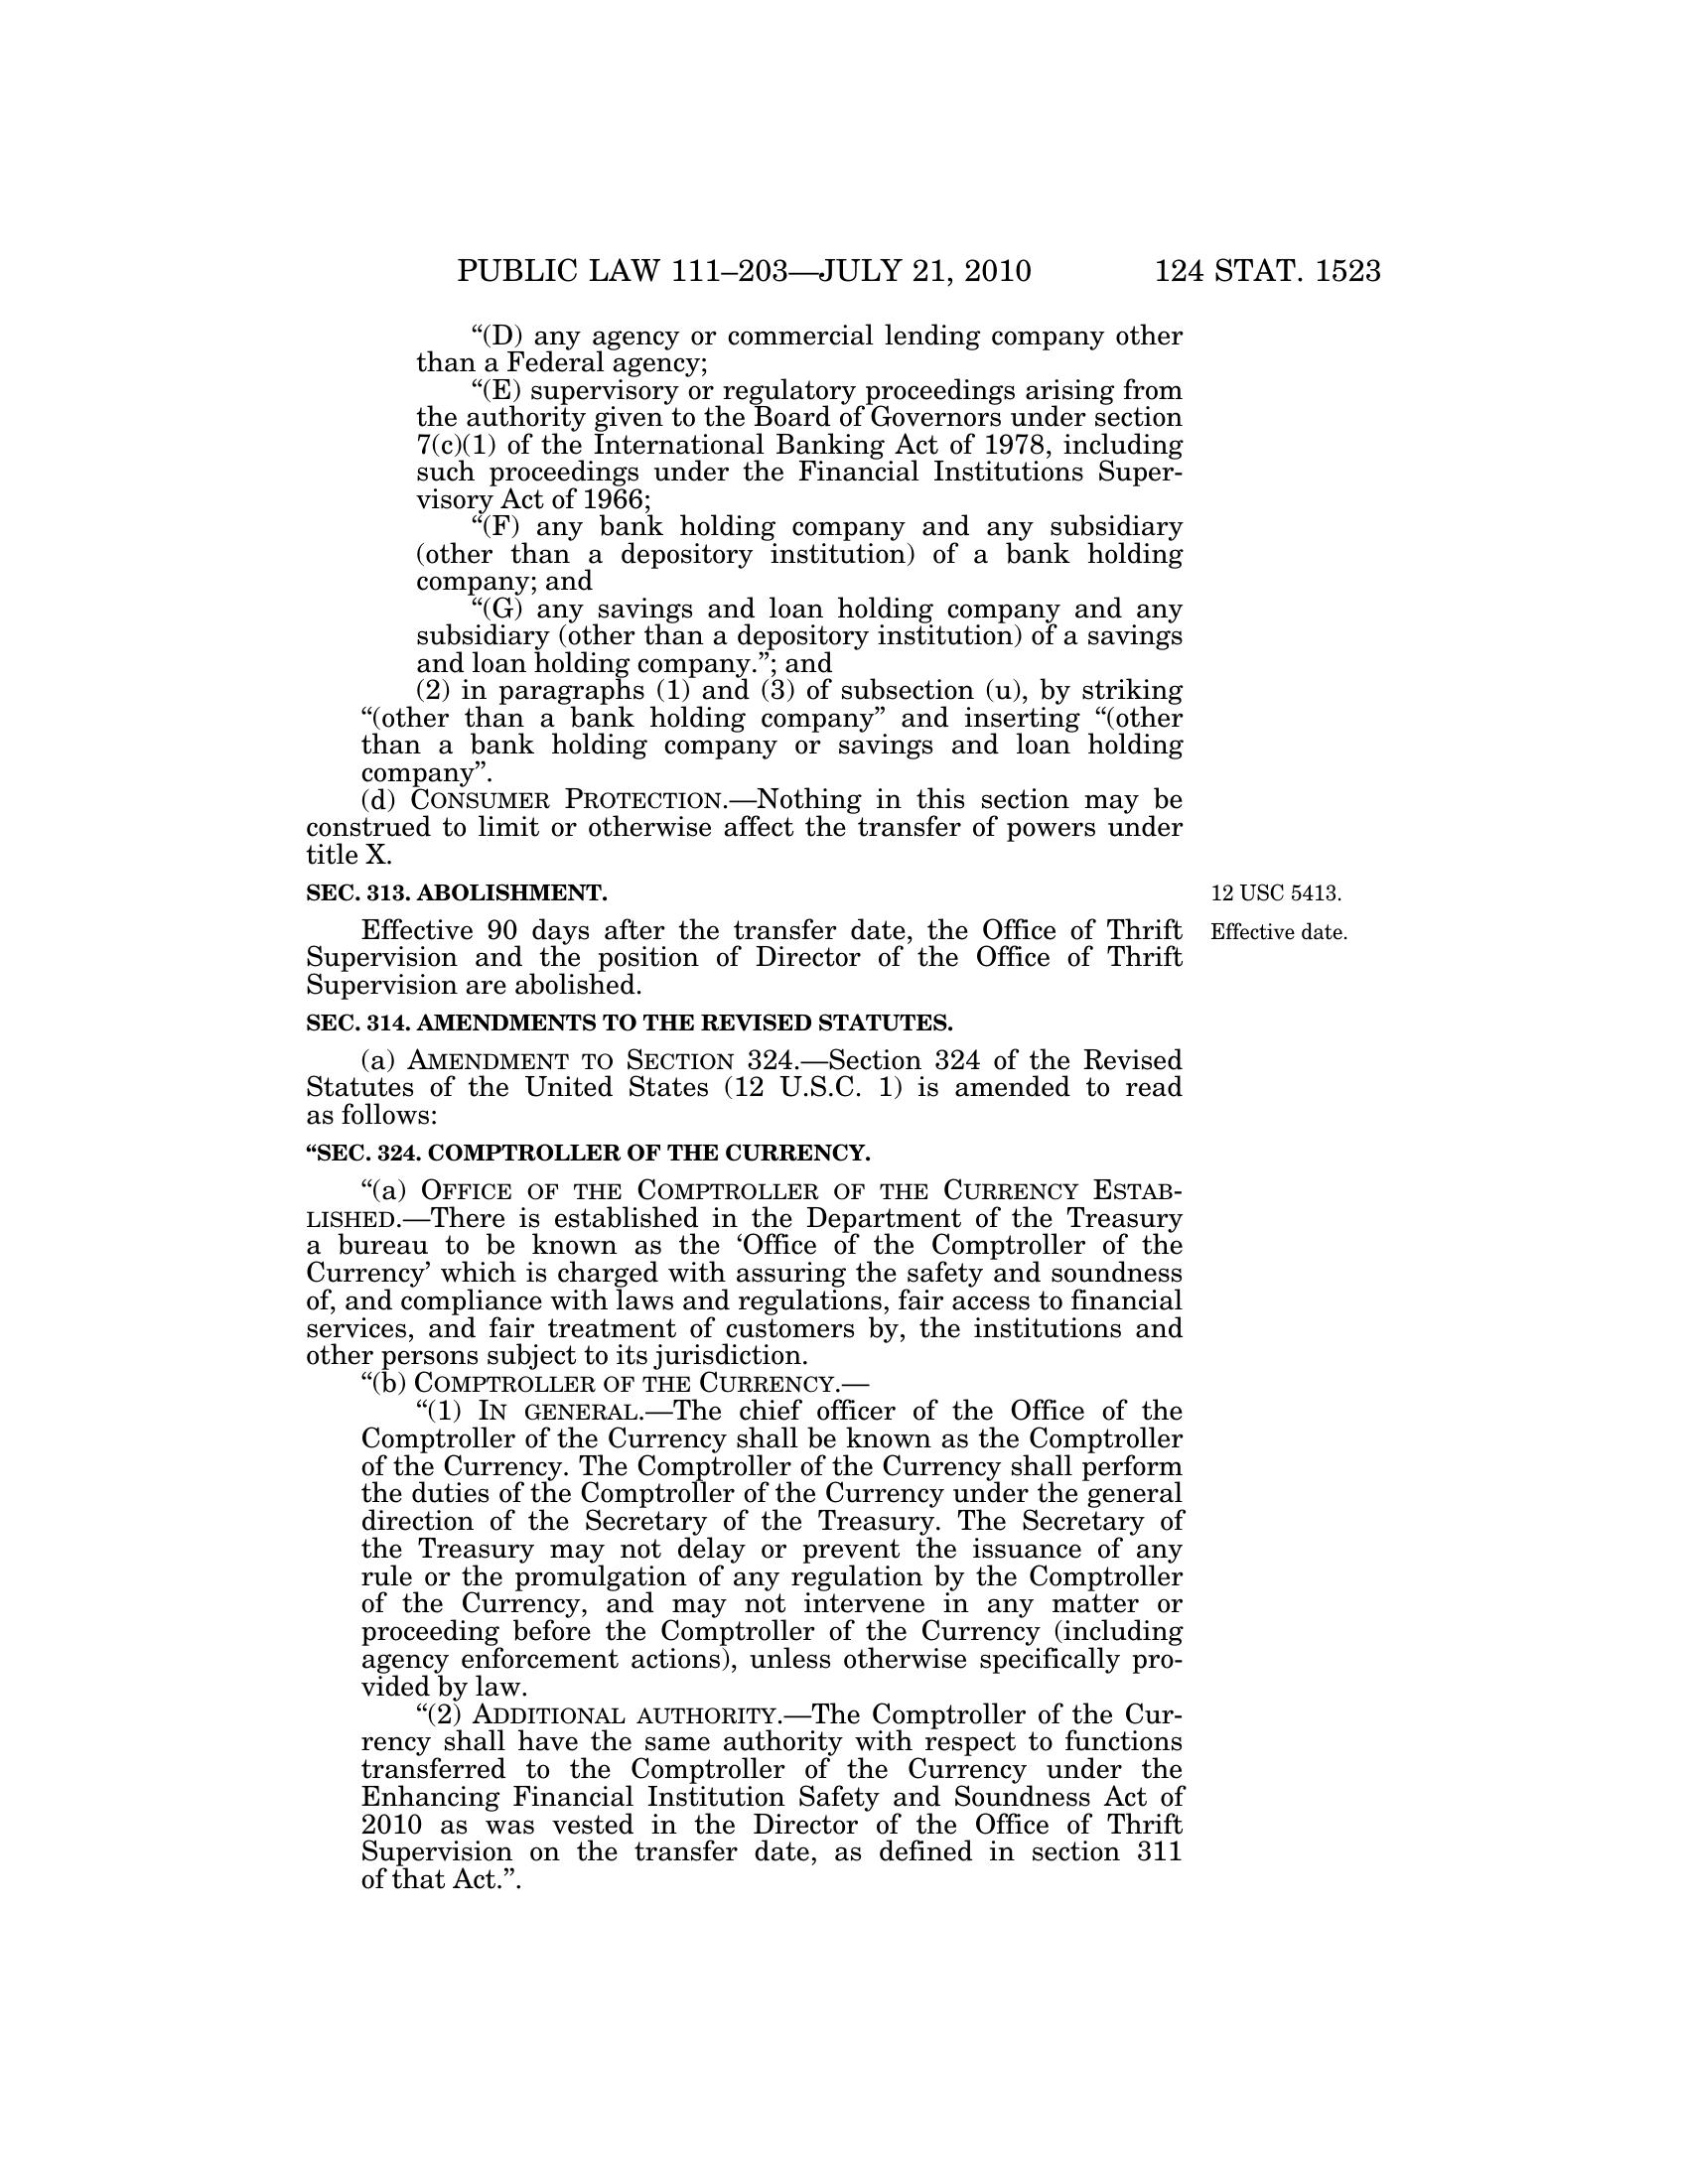 PUBLIC LAW 111–203—JULY 21, 2010 124 STAT. 1523
“(D) any agency or commercial lending company other
than a Federal agency;
“(E) supervisory or regulatory proceedings arising from
the authority given to the Board of Governors under section
7(c)(1) of the International Banking Act of 1978, including
such proceedings under the Financial Institutions Super-
visory Act of 1966;
“(F) any bank holding company and any subsidiary
(other than a depository institution) of a bank holding
company; and
“(G) any savings and loan holding company and any
subsidiary (other than a depository institution) of a savings
and loan holding company.”; and
(2) in paragraphs (1) and (3) of subsection (u), by striking
“(other than a bank holding company” and inserting “(other
than a bank holding company or savings and loan holding
company”.
(d) CONSUMER PROTECTION.—Nothing in this section may be
construed to limit or otherwise affect the transfer of powers under
title X.
SEC. 313. ABOLISHMENT.
12 USC 5413.
Effective 90 days after the transfer date, the Office of Thrift
Effective date.
Supervision and the position of Director of the Office of Thrift
Supervision are abolished.
SEC. 314. AMENDMENTS TO THE REVISED STATUTES.
(a) AMENDMENT TO SECTION 324.—Section 324 of the Revised
Statutes of the United States (12 U.S.C. 1) is amended to read
as follows:
“SEC. 324. COMPTROLLER OF THE CURRENCY.
“(a) OFFICE OF THE COMPTROLLER OF THE CURRENCY ESTAB-
LISHED.—There is established in the Department of the Treasury
a bureau to be known as the ‘Office of the Comptroller of the
Currency’ which is charged with assuring the safety and soundness
of, and compliance with laws and regulations, fair access to financial
services, and fair treatment of customers by, the institutions and
other persons subject to its jurisdiction.
“(b) COMPTROLLER OF THE CURRENCY.—
“(1) IN GENERAL.—The chief officer of the Office of the
Comptroller of the Currency shall be known as the Comptroller
of the Currency. The Comptroller of the Currency shall perform
the duties of the Comptroller of the Currency under the general
direction of the Secretary of the Treasury. The Secretary of
the Treasury may not delay or prevent the issuance of any
rule or the promulgation of any regulation by the Comptroller
of the Currency, and may not intervene in any matter or
proceeding before the Comptroller of the Currency (including
agency enforcement actions), unless otherwise specifically pro-
vided by law.
“(2) ADDITIONAL AUTHORITY.—The Comptroller of the Cur-
rency shall have the same authority with respect to functions
transferred to the Comptroller of the Currency under the
Enhancing Financial Institution Safety and Soundness Act of
2010 as was vested in the Director of the Office of Thrift
Supervision on the transfer date, as defined in section 311
of that Act.”.